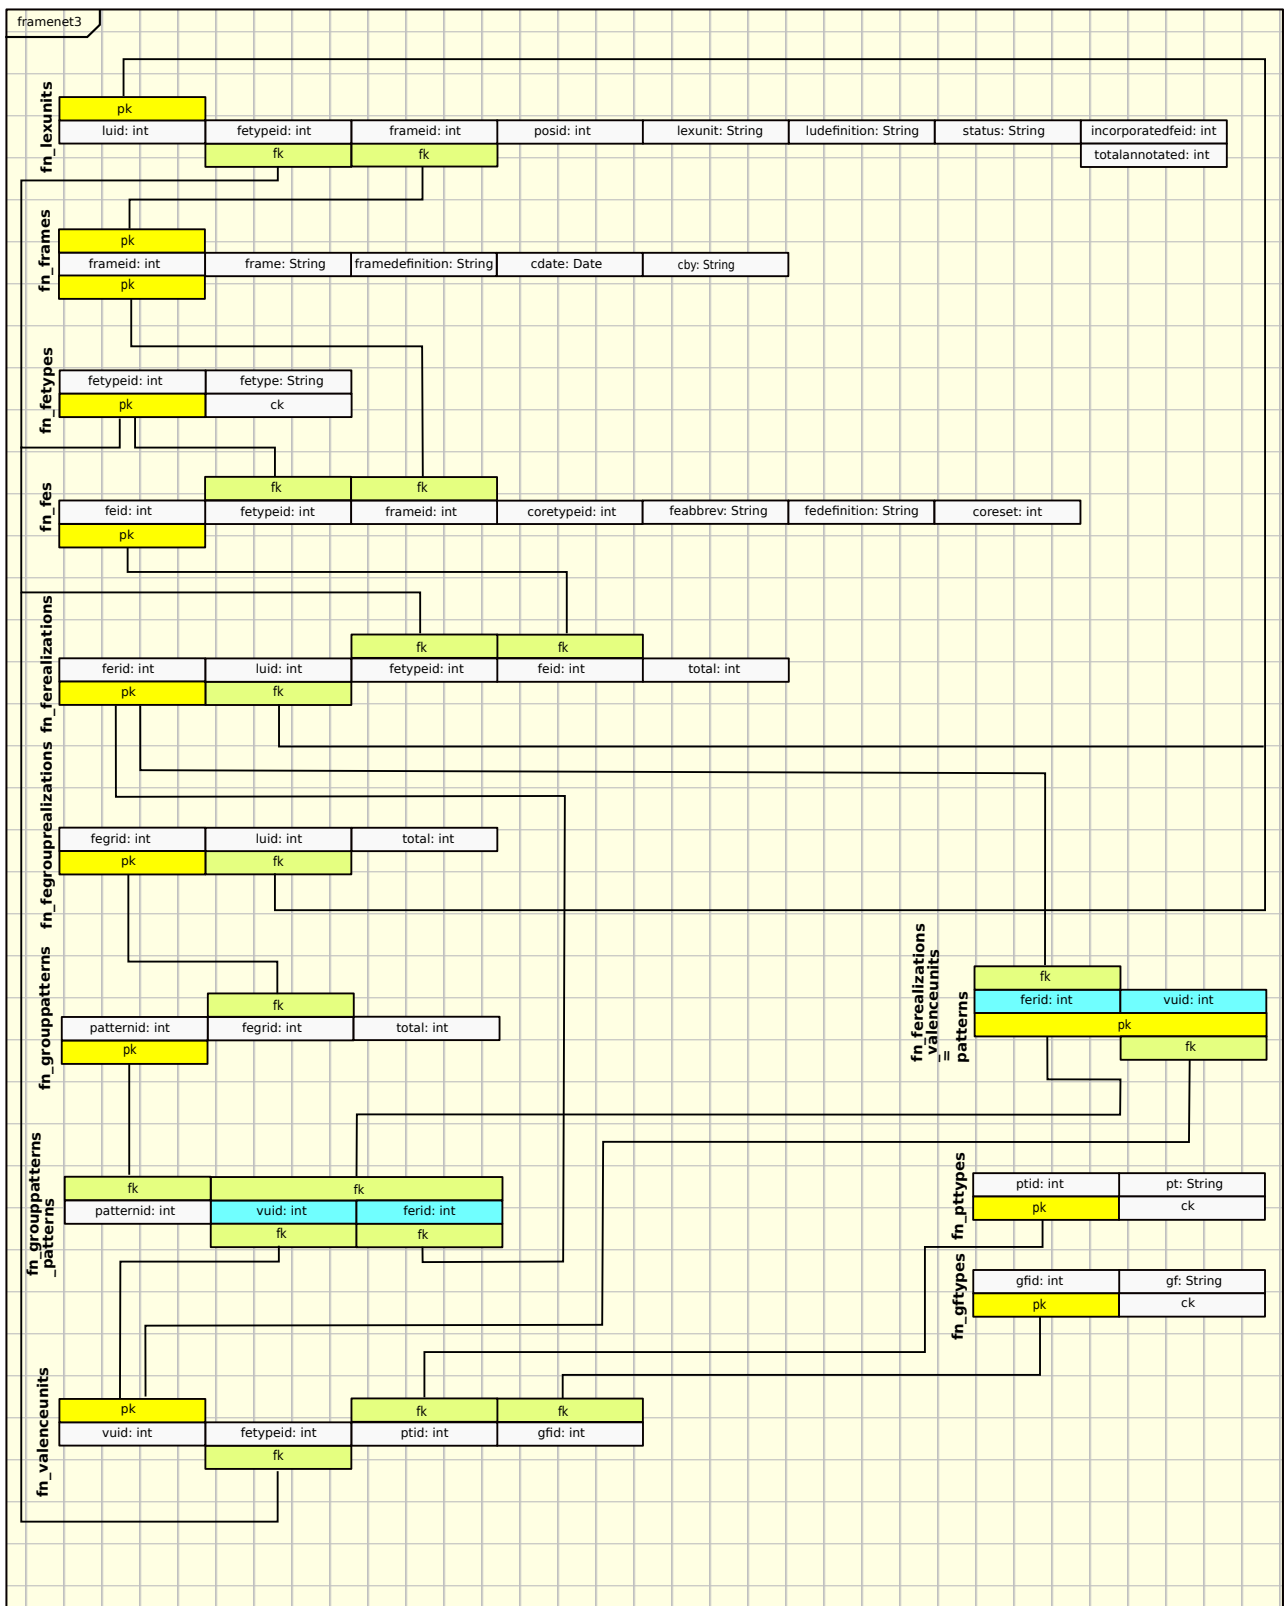 framenet3
fn_lexunits
pk
luid: int fetypeid: int frameid: int posid: int lexunit: String ludefinition: String status: String incorporatedfeid: int
fk fk totalannotated: int
fn_frames
pk
frameid: int frame: String framedefinition: String cdate: Date cby: String
pk
fn_fetypes
fetypeid: int fetype: String
pk ck
fn_fes
fk fk
feid: int fetypeid: int frameid: int coretypeid: int feabbrev: String fedefinition: String coreset: int
pk
fn_ferealizations
fk fk
ferid: int luid: int fetypeid: int feid: int total: int
pk fk
fn_fegrouprealizations
fegrid: int luid: int total: int
pk fk
fn_grouppatterns
fk
patternid: int fegrid: int total: int
pk
fn_ferealizations
_valenceunits
=
patterns
fk
ferid: int vuid: int
pk
fk
fn_grouppatterns
_patterns
fk fk
patternid: int vuid: int ferid: int
fk fk
fn_pttypes
ptid: int pt: String
pk ck
fn_gftypes
gfid: int gf: String
pk ck
fn_valenceunits
pk fk fk
vuid: int fetypeid: int ptid: int gfid: int
fk